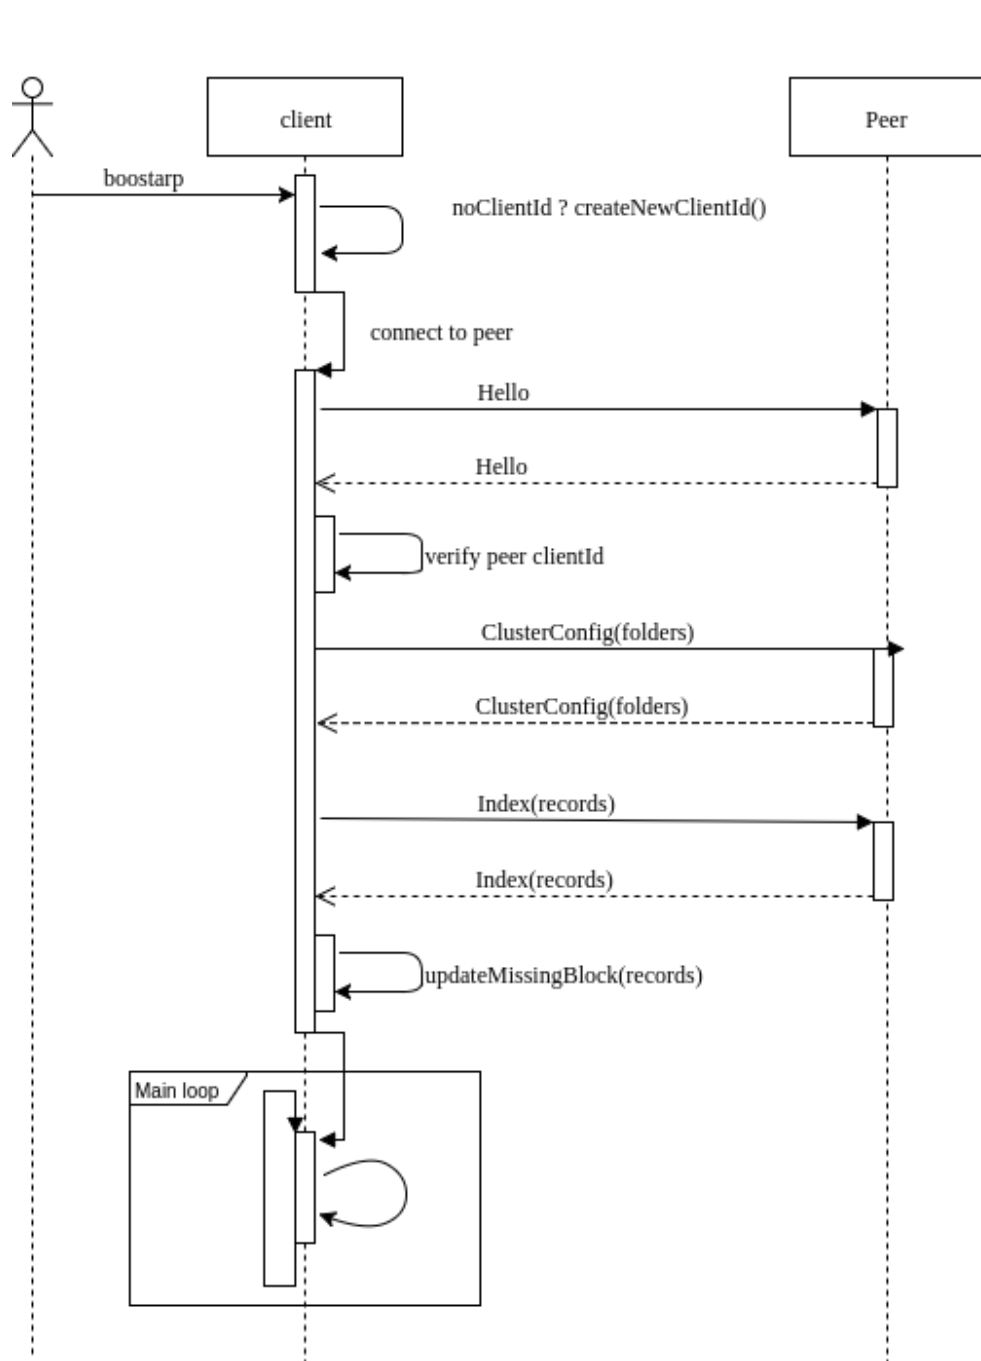 client
Peer
boostarp
noClientId ? createNewClientId()
connect to peer
Hello
Hello
verify peer clientId
ClusterConfig(folders)
ClusterConfig(folders)
Index(records)
Index(records)
updateMissingBlock(records)
Main loop